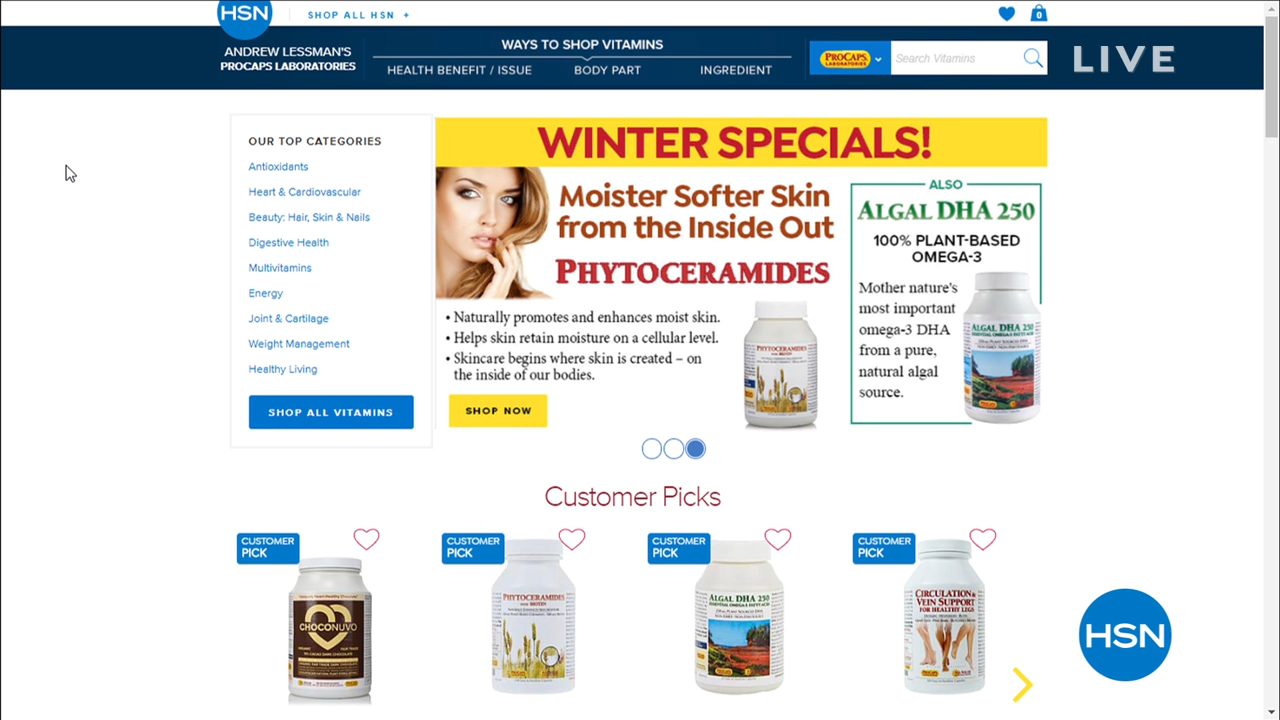 HSN
SHOP ALL HSN +
0
ANDREW LESSMAN'S
PROCAPS LABORATORIES
WAYS TO SHOP VITAMINS
HEALTH BENEFIT / ISSUE
BODY PART
INGREDIENT
PROCAPS
LABORATORIES
Search Vitamins
LIVE
OUR TOP CATEGORIES
Antioxidants
Heart & Cardiovascular
Beauty: Hair, Skin & Nails
Digestive Health
Multivitamins
Energy
Joint & Cartilage
Weight Management
Healthy Living
SHOP ALL VITAMINS
WINTER SPECIALS!
Moister Softer Skin
from the Inside Out
PHYTOCERAMIDES
• Naturally promotes and enhances moist skin.
• Helps skin retain moisture on a cellular level.
• Skincare begins where skin is created – on
the inside of our bodies.
SHOP NOW
PHYTOCERAMIDES
ALSO
ALGAL DHA 250
100% PLANT-BASED
OMEGA-3
Mother nature's
most important
omega-3 DHA
from a pure,
natural algal
source.
ALGAL DHA 250
Customer Picks
CUSTOMER
PICK
CHOCONUVO
CUSTOMER
PICK
PHYTOCERAMIDES
WITH BIOTIN
CUSTOMER
PICK
ALGAL DHA 250
CUSTOMER
PICK
CIRCULATION &
VEIN SUPPORT
FOR HEALTHY LEGS
HSN